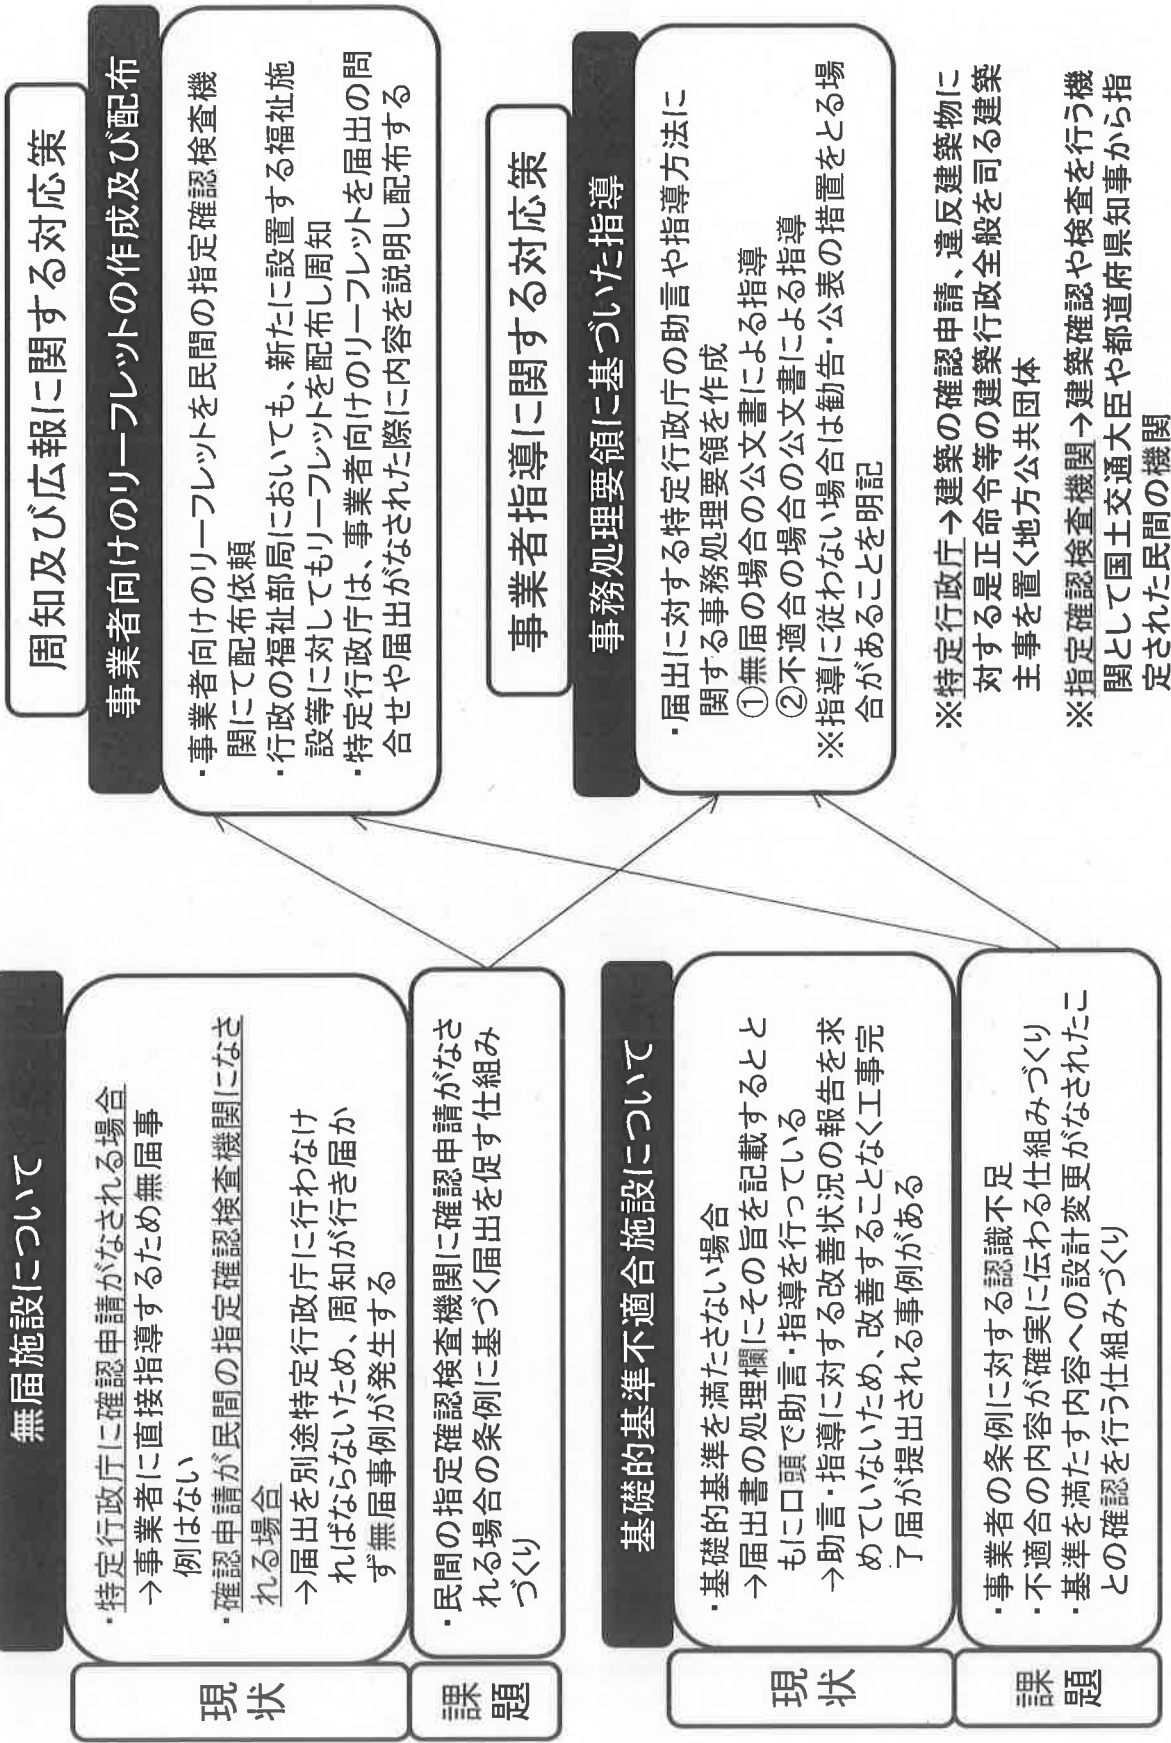 無届施設について
現状
・特定行政庁に確認申請がなされる場合
→事業者に直接指導するため無届事
例はない
・確認申請が民間の指定確認検査機関になさ
れる場合
→届出を別途特定行政庁に行わなけ
ればならないため、周知が行き届か
ず無届事例が発生する
課題
・民間の指定確認検査機関に確認申請がなさ
れる場合の条例に基づく届出を促す仕組み
づくり
基礎的基準不適合施設について
現状
・基礎的基準を満たさない場合
→届出書の処理欄にその旨を記載するとと
もに口頭で助言・指導を行っている
→助言・指導に対する改善状況の報告を求
めていないため、改善することなく工事完
了届が提出される事例がある
課題
・事業者の条例に対する認識不足
・不適合の内容が確実に伝わる仕組みづくり
・基準を満たす内容への設計変更がなされたこ
との確認を行う仕組みづくり
周知及び広報に関する対応策
事業者向けのリーフレットの作成及び配布
・事業者向けのリーフレットを民間の指定確認検査機
関にて配布依頼
・行政の福祉部局においても、新たに設置する福祉施
設等に対してもリーフレットを配布し周知
・特定行政庁は、事業者向けのリーフレットを届出の問
合せや届出がなされた際に内容を説明し配布する
事業者指導に関する対応策
事務処理要領に基づいた指導
・届出に対する特定行政庁の助言や指導方法に
関する事務処理要領を作成
①無届の場合の公文書による指導
②不適合の場合の公文書による指導
※指導に従わない場合は勧告・公表の措置をとる場
合があることを明記
※特定行政庁→建築の確認申請、違反建築物に
対する是正命令等の建築行政全般を司る建築
主事を置く地方公共団体
※指定確認検査機関→建築確認や検査を行う機
関として国土交通大臣や都道府県知事から指
定された民間の機関